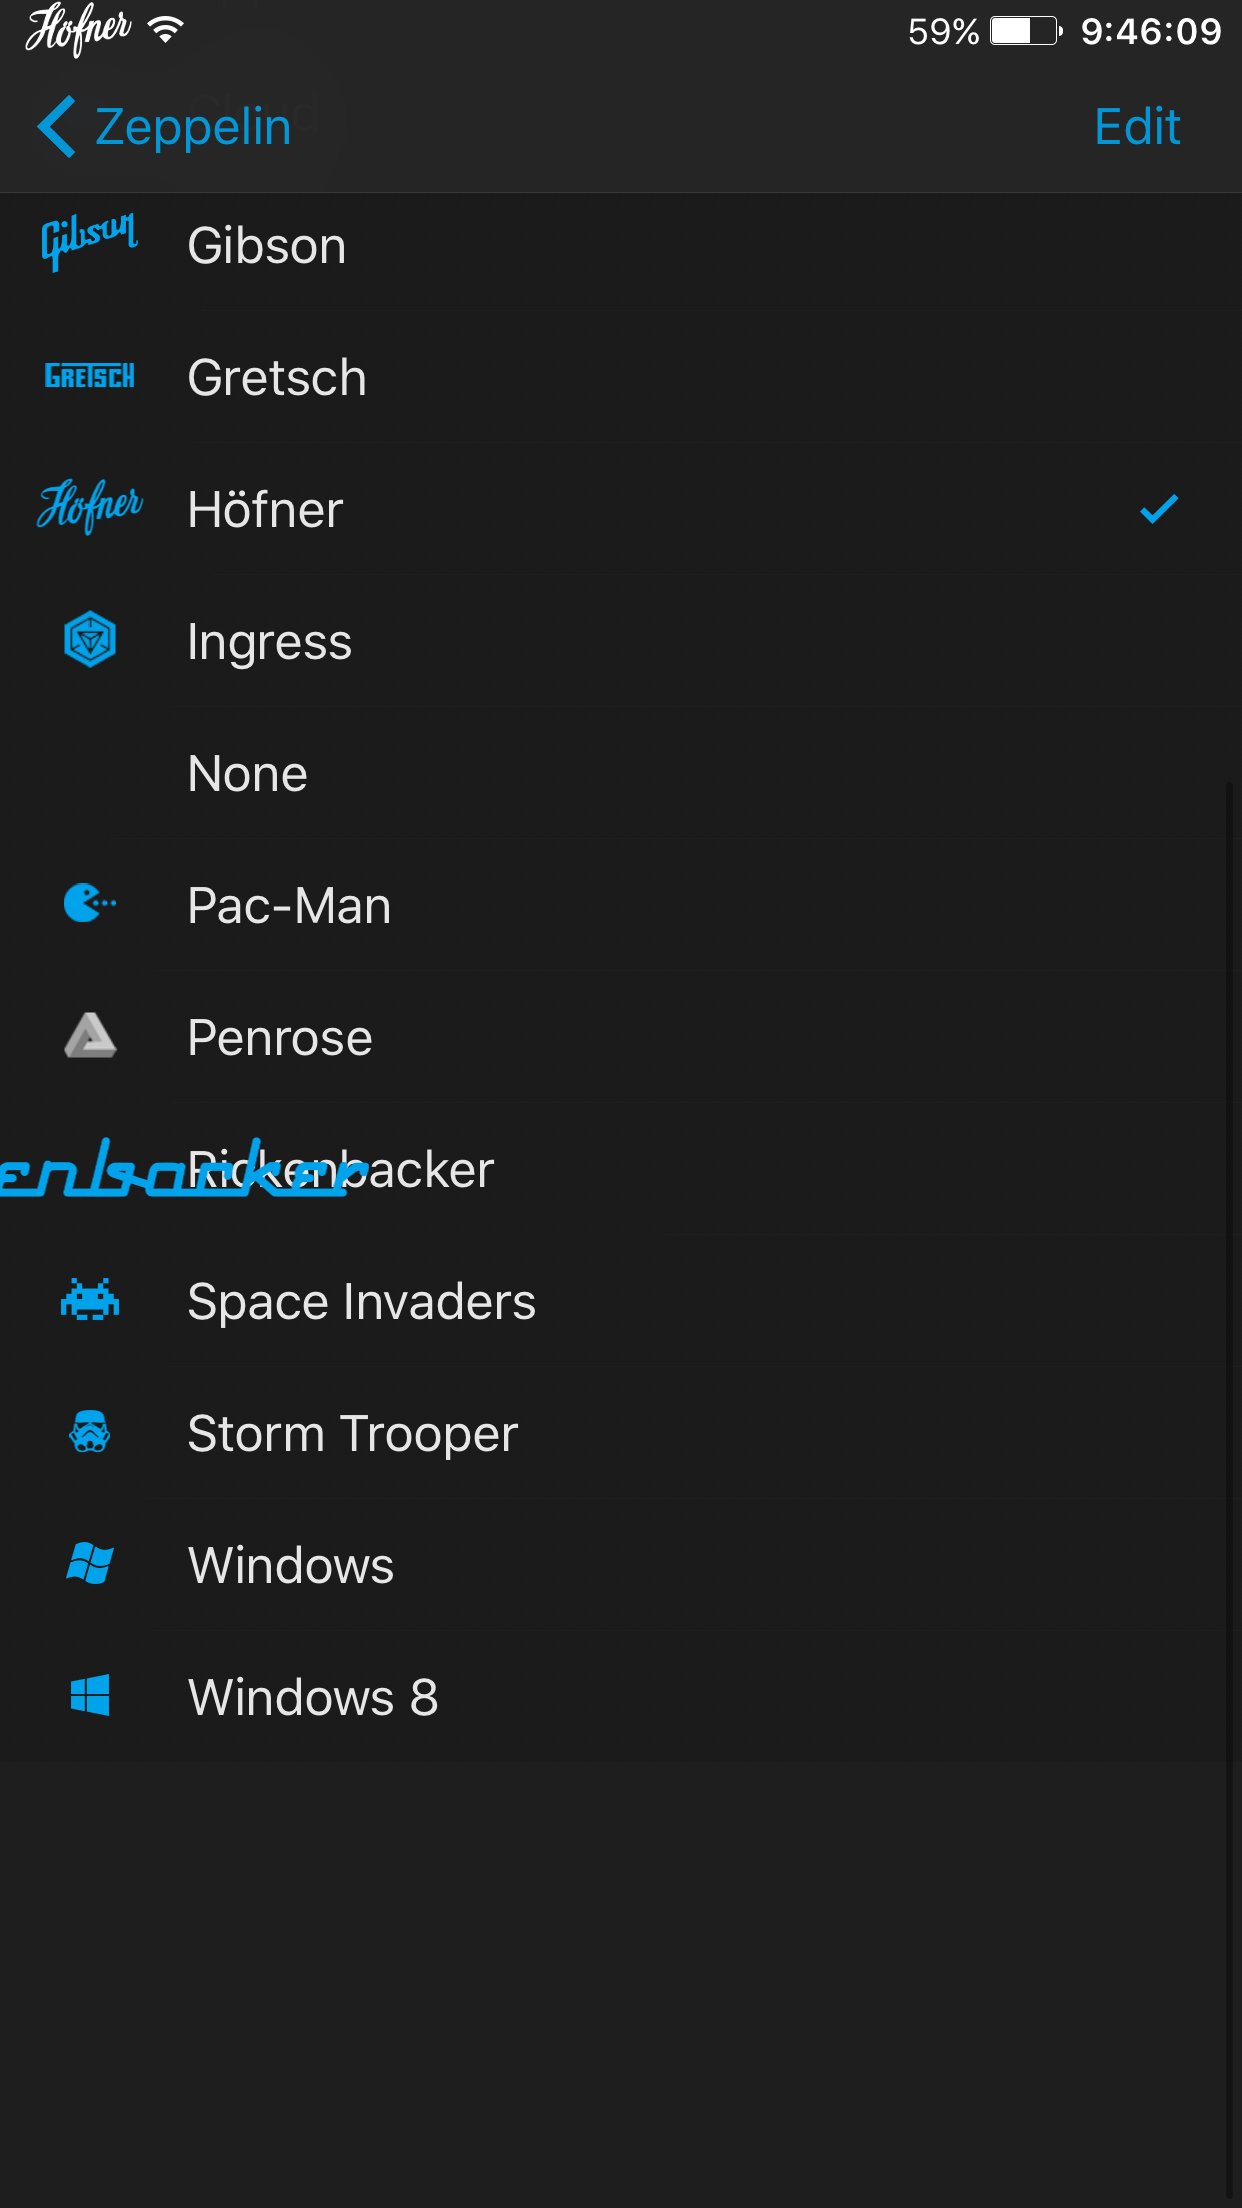 Höfner 59% 9:46:09
Zeppelin Edit
Gibson Gibson
GRETSCH Gretsch
Höfner Höfner
Ingress
None
Pac-Man
Penrose
enbacker Rickenbacker
Space Invaders
Storm Trooper
Windows
Windows 8